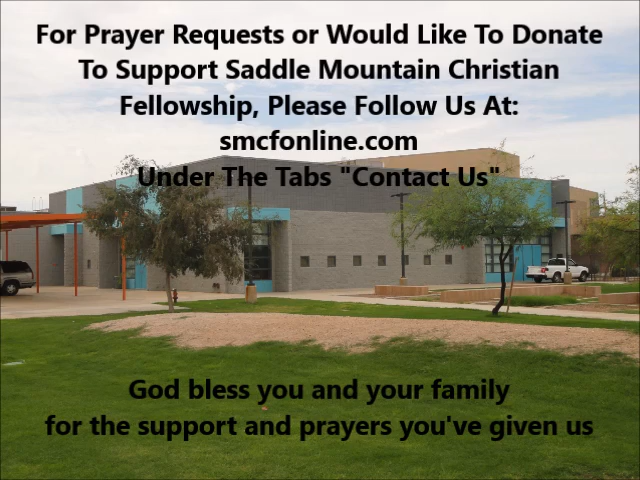 For Prayer Requests or Would Like To Donate
To Support Saddle Mountain Christian
Fellowship, Please Follow Us At:
smcfonline.com
Under The Tabs "Contact Us"
God bless you and your family
for the support and prayers you've given us